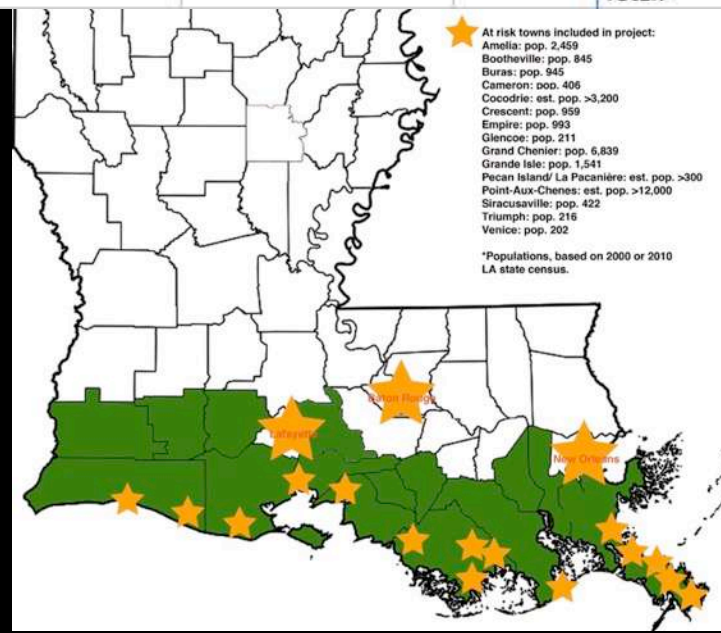 At risk towns included in project:
Amelia: pop. 2,459
Bootheville: pop. 845
Buras: pop. 945
Cameron: pop. 406
Cocodrie: est. pop. >3,200
Crescent: pop. 959
Empire: pop. 993
Glencoe: pop. 211
Grand Chenier: pop. 6,839
Grande Isle: pop. 1,541
Pecan Island/ La Pacanière: est. pop. >300
Point-Aux-Chenes: est. pop. >12,000
Siracusaville: pop. 422
Triumph: pop. 216
Venice: pop. 202
*Populations, based on 2000 or 2010
LA state census.
Baton Rouge
Lafayette
New Orleans